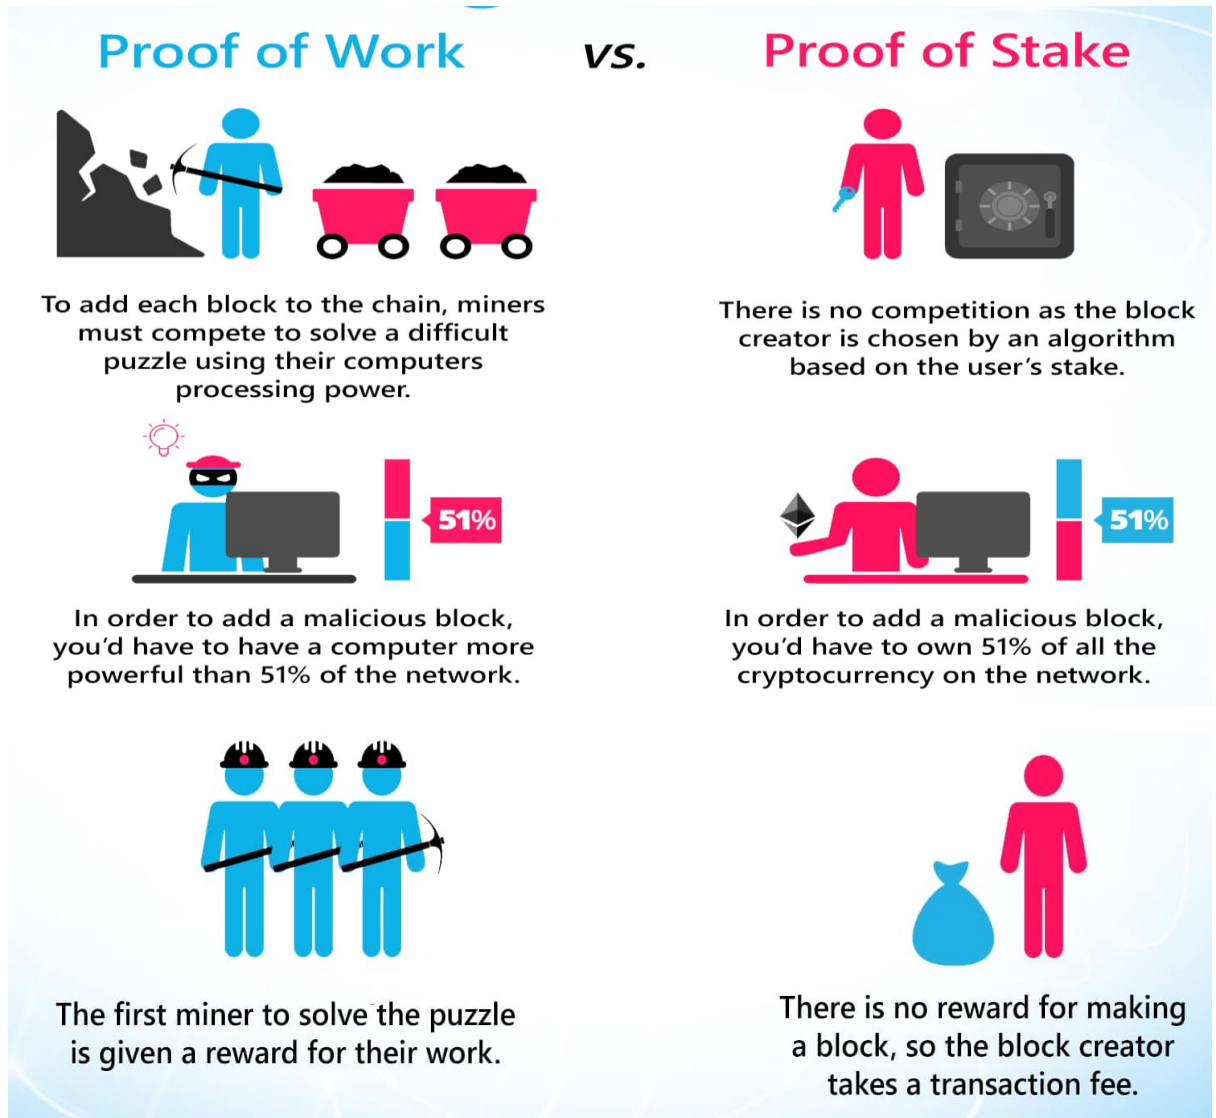 Proof of Work
vs.
Proof of Stake
To add each block to the chain, miners
must compete to solve a difficult
puzzle using their computers
processing power.
There is no competition as the block
creator is chosen by an algorithm
based on the user's stake.
51%
51%
In order to add a malicious block,
you'd have to have a computer more
powerful than 51% of the network.
In order to add a malicious block,
you'd have to own 51% of all the
cryptocurrency on the network.
The first miner to solve the puzzle
is given a reward for their work.
There is no reward for making
a block, so the block creator
takes a transaction fee.